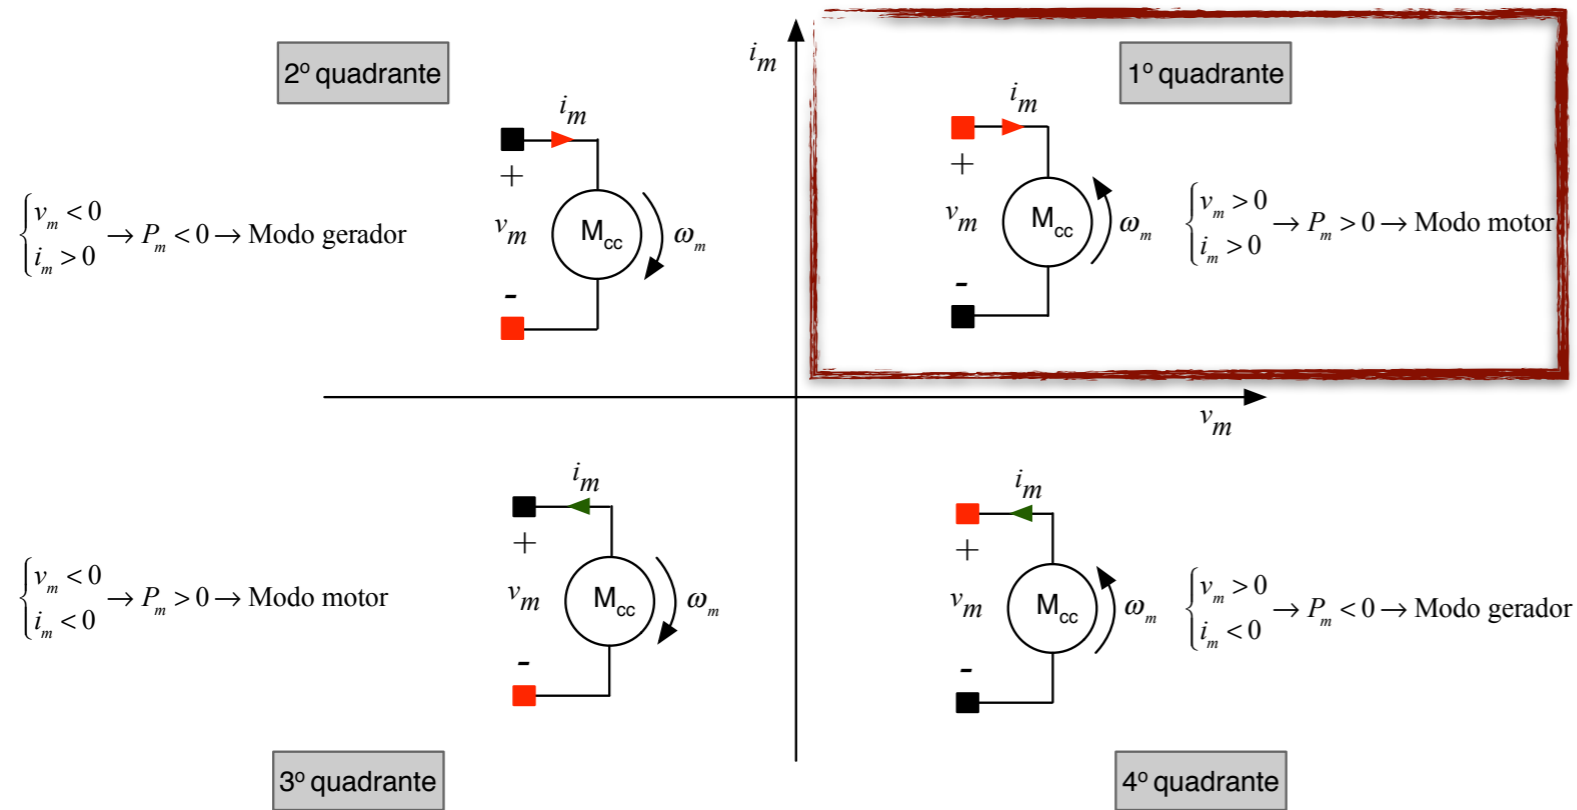 2º quadrante
i_m
i_m
+
v_m
M_cc
ω_m
-
{v_m < 0
i_m > 0 → P_m < 0 → Modo gerador
1º quadrante
i_m
+
v_m
M_cc
ω_m
-
{v_m > 0
i_m > 0 → P_m > 0 → Modo motor
v_m
i_m
+
v_m
M_cc
ω_m
-
{v_m < 0
i_m < 0 → P_m > 0 → Modo motor
3º quadrante
i_m
+
v_m
M_cc
ω_m
-
{v_m > 0
i_m < 0 → P_m < 0 → Modo gerador
4º quadrante